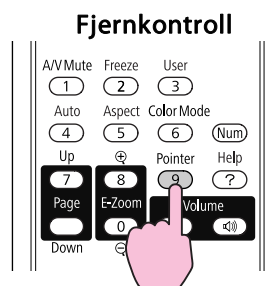 Fjernkontroll
A/V Mute Freeze User
1 2 3
Auto Aspect Color Mode
4 5 6 Num
Up Pointer Help
7 8 9 ?
Page E-Zoom Volume
0
Down